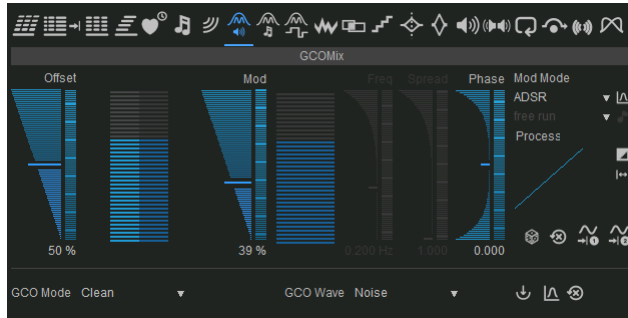 GCOMix
Offset Mod Freq Spread Phase Mod Mode
ADSR
free run
Process
50 % 39 % 0.200 Hz 1.000 0.000
GCO Mode Clean GCO Wave Noise